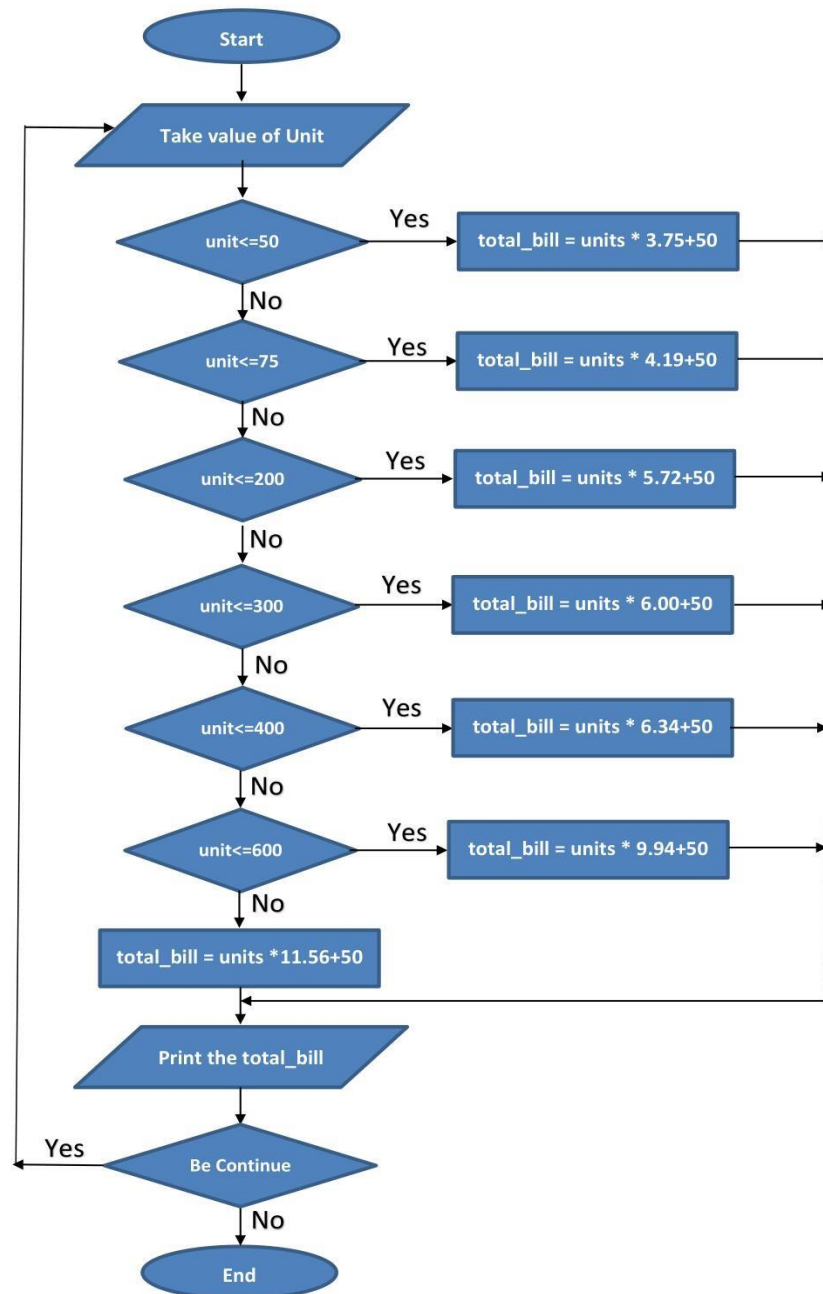 Start
Take value of Unit
unit<=50
Yes
total_bill = units * 3.75+50
No
unit<=75
Yes
total_bill = units * 4.19+50
No
unit<=200
Yes
total_bill = units * 5.72+50
No
unit<=300
Yes
total_bill = units * 6.00+50
No
unit<=400
Yes
total_bill = units * 6.34+50
No
unit<=600
Yes
total_bill = units * 9.94+50
No
total_bill = units *11.56+50
Print the total_bill
Yes
Be Continue
No
End